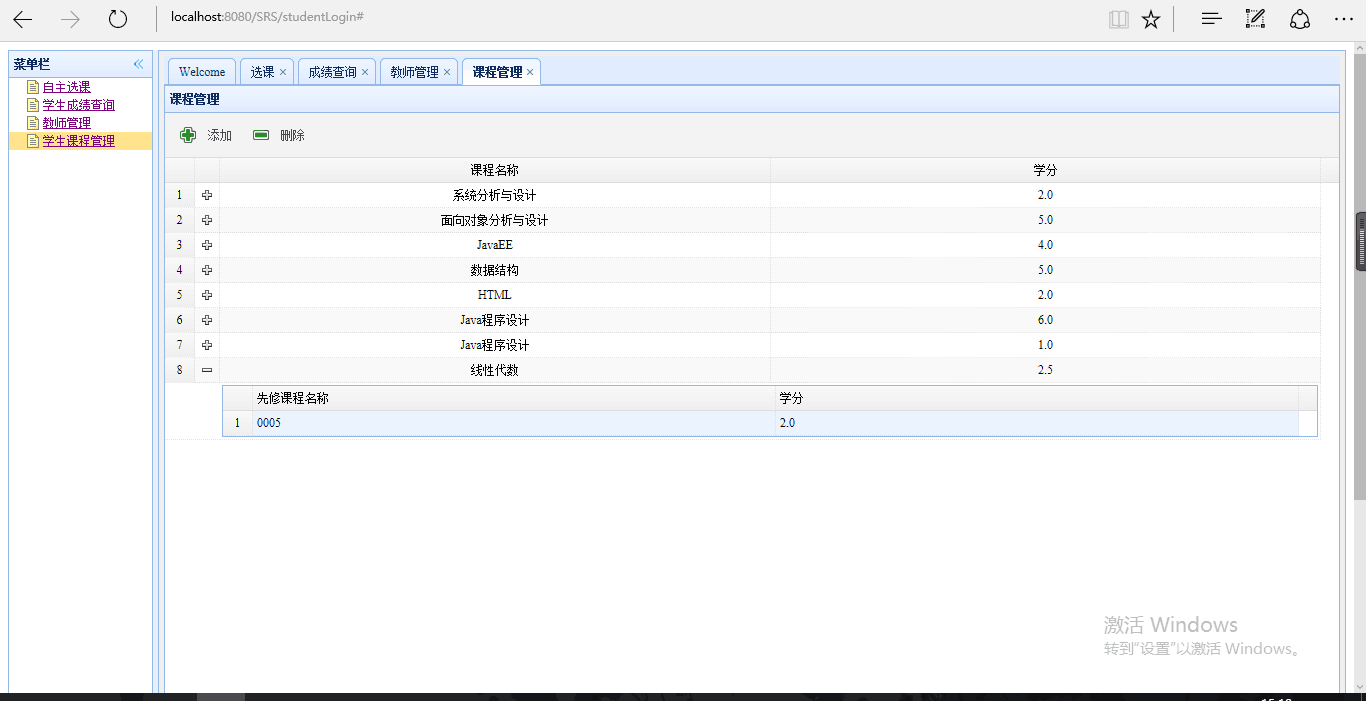 localhost:8080/SRS/studentLogin#
菜单栏
自主选课
学生成绩查询
教师管理
学生课程管理
Welcome 选课 成绩查询 教师管理 课程管理
课程管理
添加 删除
课程名称 学分
1 系统分析与设计 2.0
2 面向对象分析与设计 5.0
3 JavaEE 4.0
4 数据结构 5.0
5 HTML 2.0
6 Java程序设计 6.0
7 Java程序设计 1.0
8 线性代数 2.5
先修课程名称 学分
1 0005 2.0
激活 Windows
转到"设置"以激活 Windows。